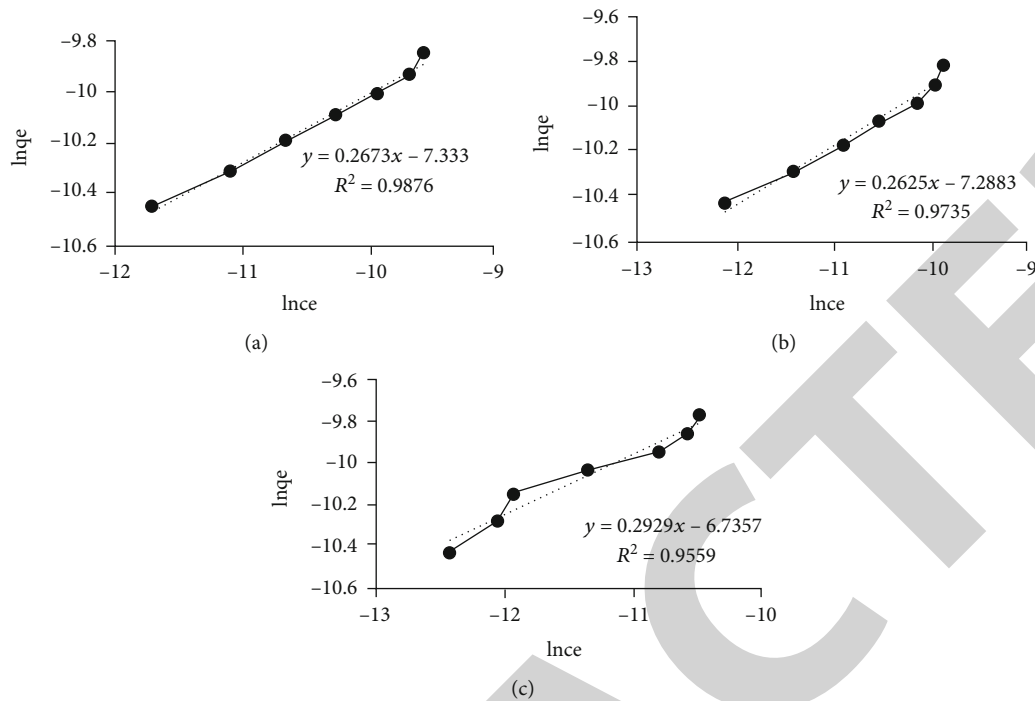 −9.8
−10
−10.2
−10.4
−10.6
lnqe
y = 0.2673x − 7.333
R² = 0.9876
−12
−11
−10
−9
lnce
(a)
−9.6
−9.8
−10
−10.2
−10.4
−10.6
lnqe
y = 0.2625x − 7.2883
R² = 0.9735
−13
−12
−11
−10
−9
lnce
(b)
−9.6
−9.8
−10
−10.2
−10.4
−10.6
lnqe
y = 0.2929x − 6.7357
R² = 0.9559
−13
−12
−11
−10
lnce
(c)